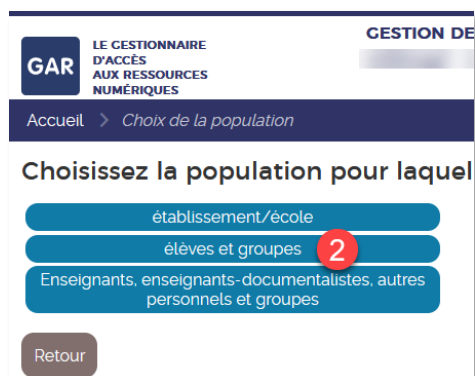 GESTION DE
GAR
LE GESTIONNAIRE
D'ACCÈS
AUX RESSOURCES
NUMÉRIQUES
Accueil > Choix de la population
Choisissez la population pour laquel
établissement/école
élèves et groupes 2
Enseignants, enseignants-documentalistes, autres
personnels et groupes
Retour